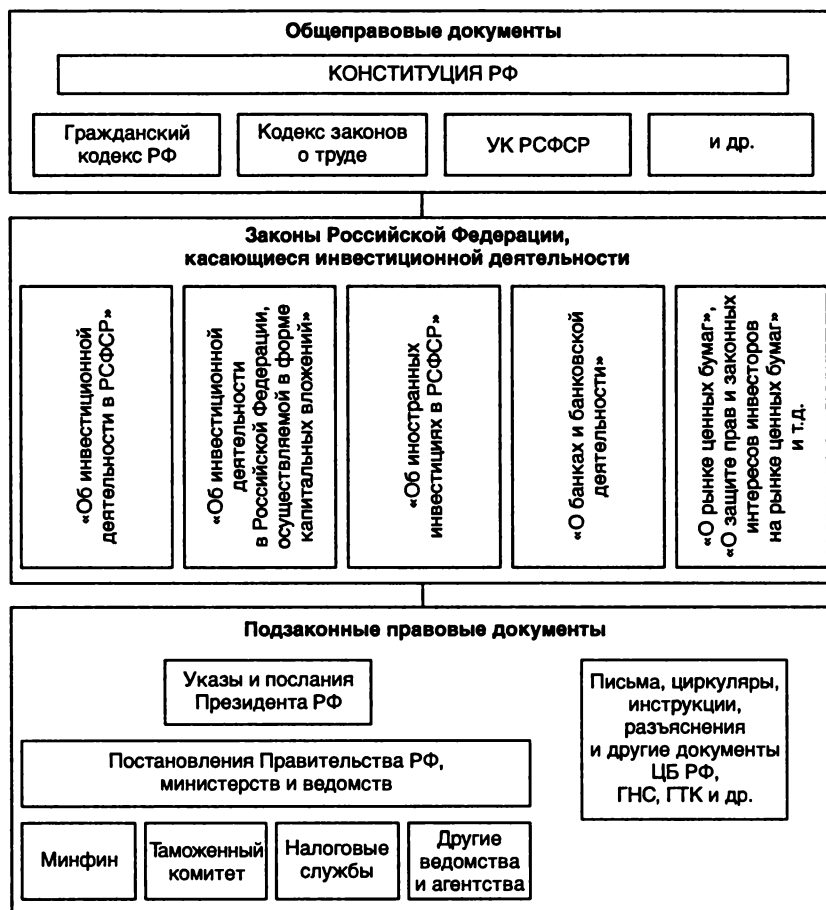 Общеправовые документы
КОНСТИТУЦИЯ РФ
Гражданский
кодекс РФ
Кодекс законов
о труде
УК РСФСР
и др.
Законы Российской Федерации,
касающиеся инвестиционной деятельности
«Об инвестиционной
деятельности в РСФСР»
«Об инвестиционной
деятельности
в Российской Федерации,
осуществляемой в форме
капитальных вложений»
«Об иностранных
инвестициях в РСФСР»
«О банках и банковской
деятельности»
«О рынке ценных бумаг»,
«О защите прав и законных
интересов инвесторов
на рынке ценных бумаг»
и т.д.
Подзаконные правовые документы
Указы и послания
Президента РФ
Постановления Правительства РФ,
министерств и ведомств
Минфин
Таможенный
комитет
Налоговые
службы
Другие
ведомства
и агентства
Письма, циркуляры,
инструкции,
разъяснения
и другие документы
ЦБ РФ,
ГНС, ГТК и др.